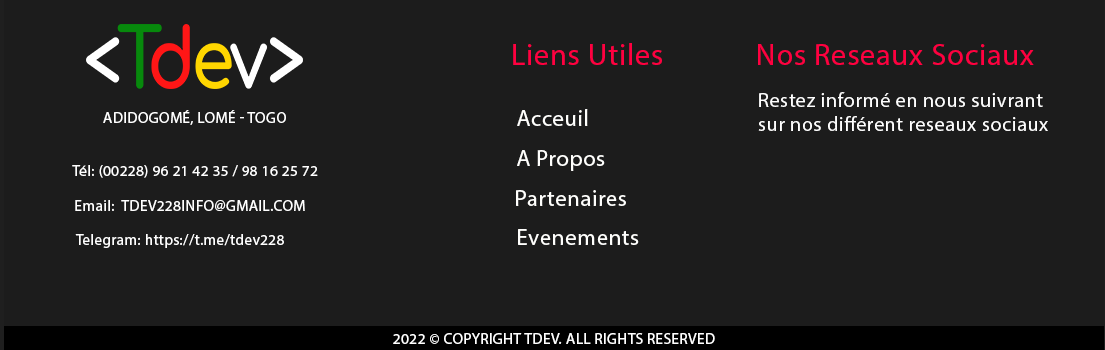 <Tdev>
ADIDOGOMÉ, LOMÉ - TOGO
Tél: (00228) 96 21 42 35 / 98 16 25 72
Email: TDEV228INFO@GMAIL.COM
Telegram: https://t.me/tdev228
Liens Utiles
Acceuil
A Propos
Partenaires
Evenements
Nos Reseaux Sociaux
Restez informé en nous suivrant
sur nos différent reseaux sociaux
2022 © COPYRIGHT TDEV. ALL RIGHTS RESERVED